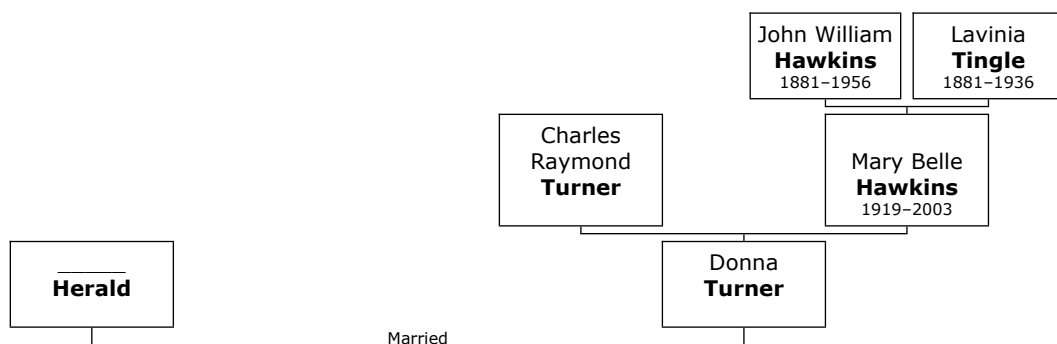 John William
Hawkins
1881–1956
Lavinia
Tingle
1881–1936
Charles
Raymond
Turner
Mary Belle
Hawkins
1919–2003
______
Herald
Donna
Turner
Married